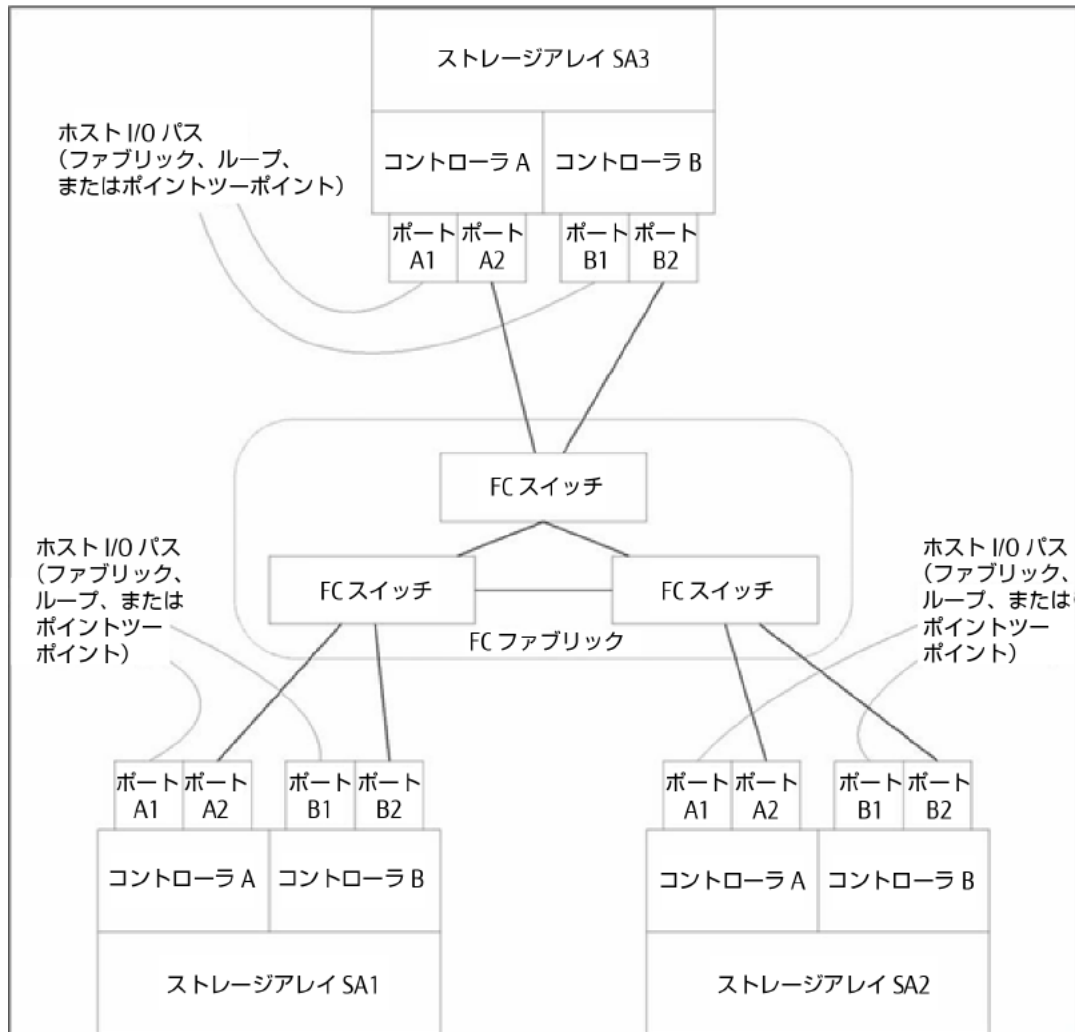 ストレージアレイ SA3
ホスト I/O パス
（ファブリック、ループ、
またはポイントツーポイント）
コントローラ A
コントローラ B
ポート
A1
ポート
A2
ポート
B1
ポート
B2
FC スイッチ
ホスト I/O パス
（ファブリック、
ループ、または
ポイントツー
ポイント）
FC スイッチ
FC スイッチ
FC ファブリック
ホスト I/O パス
（ファブリック、
ループ、または
ポイントツー
ポイント）
ポート
A1
ポート
A2
ポート
B1
ポート
B2
コントローラ A
コントローラ B
ストレージアレイ SA1
ポート
A1
ポート
A2
ポート
B1
ポート
B2
コントローラ A
コントローラ B
ストレージアレイ SA2